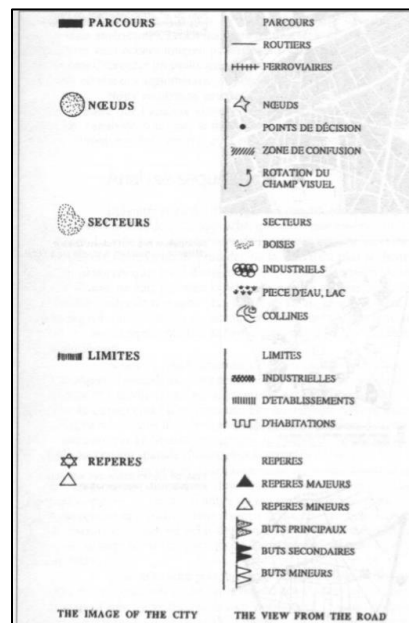 PARCOURS
PARCOURS
ROUTIERS
FERROVIAIRES
NŒUDS
NŒUDS
POINTS DE DÉCISION
ZONE DE CONFUSION
ROTATION DU
CHAMP VISUEL
SECTEURS
SECTEURS
BOISES
INDUSTRIELS
PIECE D'EAU, LAC
COLLINES
LIMITES
LIMITES
INDUSTRIELLES
D'ETABLISSEMENTS
D'HABITATIONS
REPERES
REPERES
REPERES MAJEURS
REPERES MINEURS
BUTS PRINCIPAUX
BUTS SECONDAIRES
BUTS MINEURS
THE IMAGE OF THE CITY
THE VIEW FROM THE ROAD